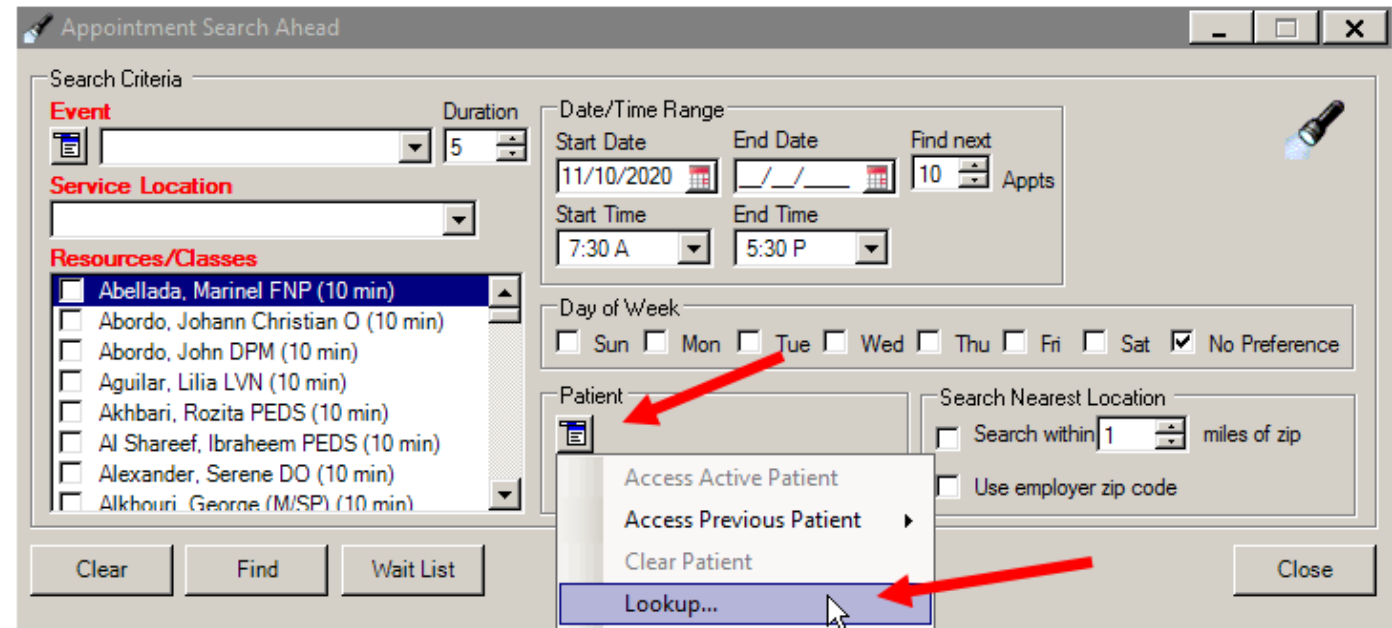 Appointment Search Ahead
Search Criteria
Event Duration
5
Service Location
Resources/Classes
Abellada, Marinel FNP (10 min)
Abordo, Johann Christian O (10 min)
Abordo, John DPM (10 min)
Aguilar, Lilia LVN (10 min)
Akhbari, Rozita PEDS (10 min)
Al Shareef, Ibraheem PEDS (10 min)
Alexander, Serene DO (10 min)
Alkhouri, George (M/SP) (10 min)
Date/Time Range
Start Date End Date Find next
11/10/2020 __/__/____ 10 Appts
Start Time End Time
7:30 A 5:30 P
Day of Week
Sun Mon Tue Wed Thu Fri Sat No Preference
Patient
Access Active Patient
Access Previous Patient
Clear Patient
Lookup...
Search Nearest Location
Search within 1 miles of zip
Use employer zip code
Clear Find Wait List Close